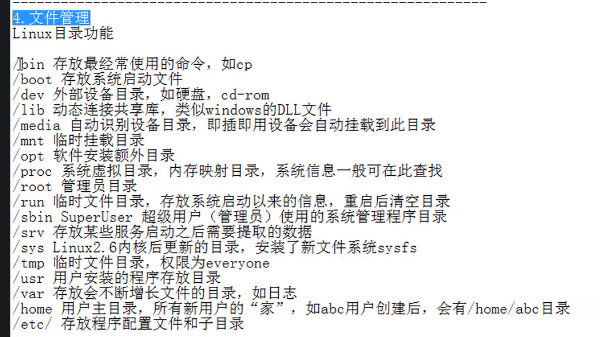 4.文件管理
Linux目录功能
/bin 存放最经常使用的命令，如cp
/boot 存放系统启动文件
/dev 外部设备目录，如硬盘，cd-rom
/lib 动态连接共享库，类似windows的DLL文件
/media 自动识别设备目录，即插即用设备会自动挂载到此目录
/mnt 临时挂载目录
/opt 软件安装额外目录
/proc 系统虚拟目录，内存映射目录，系统信息一般可在此查找
/root 管理员目录
/run 临时文件目录，存放系统启动以来的信息，重启后清空目录
/sbin SuperUser 超级用户（管理员）使用的系统管理程序目录
/srv 存放某些服务启动之后需要提取的数据
/sys Linux2.6内核后更新的目录，安装了新文件系统sysfs
/tmp 临时文件目录，权限为everyone
/usr 用户安装的程序存放目录
/var 存放会不断增长文件的目录，如日志
/home 用户主目录，所有新用户的“家”，如abc用户创建后，会有/home/abc目录
/etc/ 存放程序配置文件和子目录